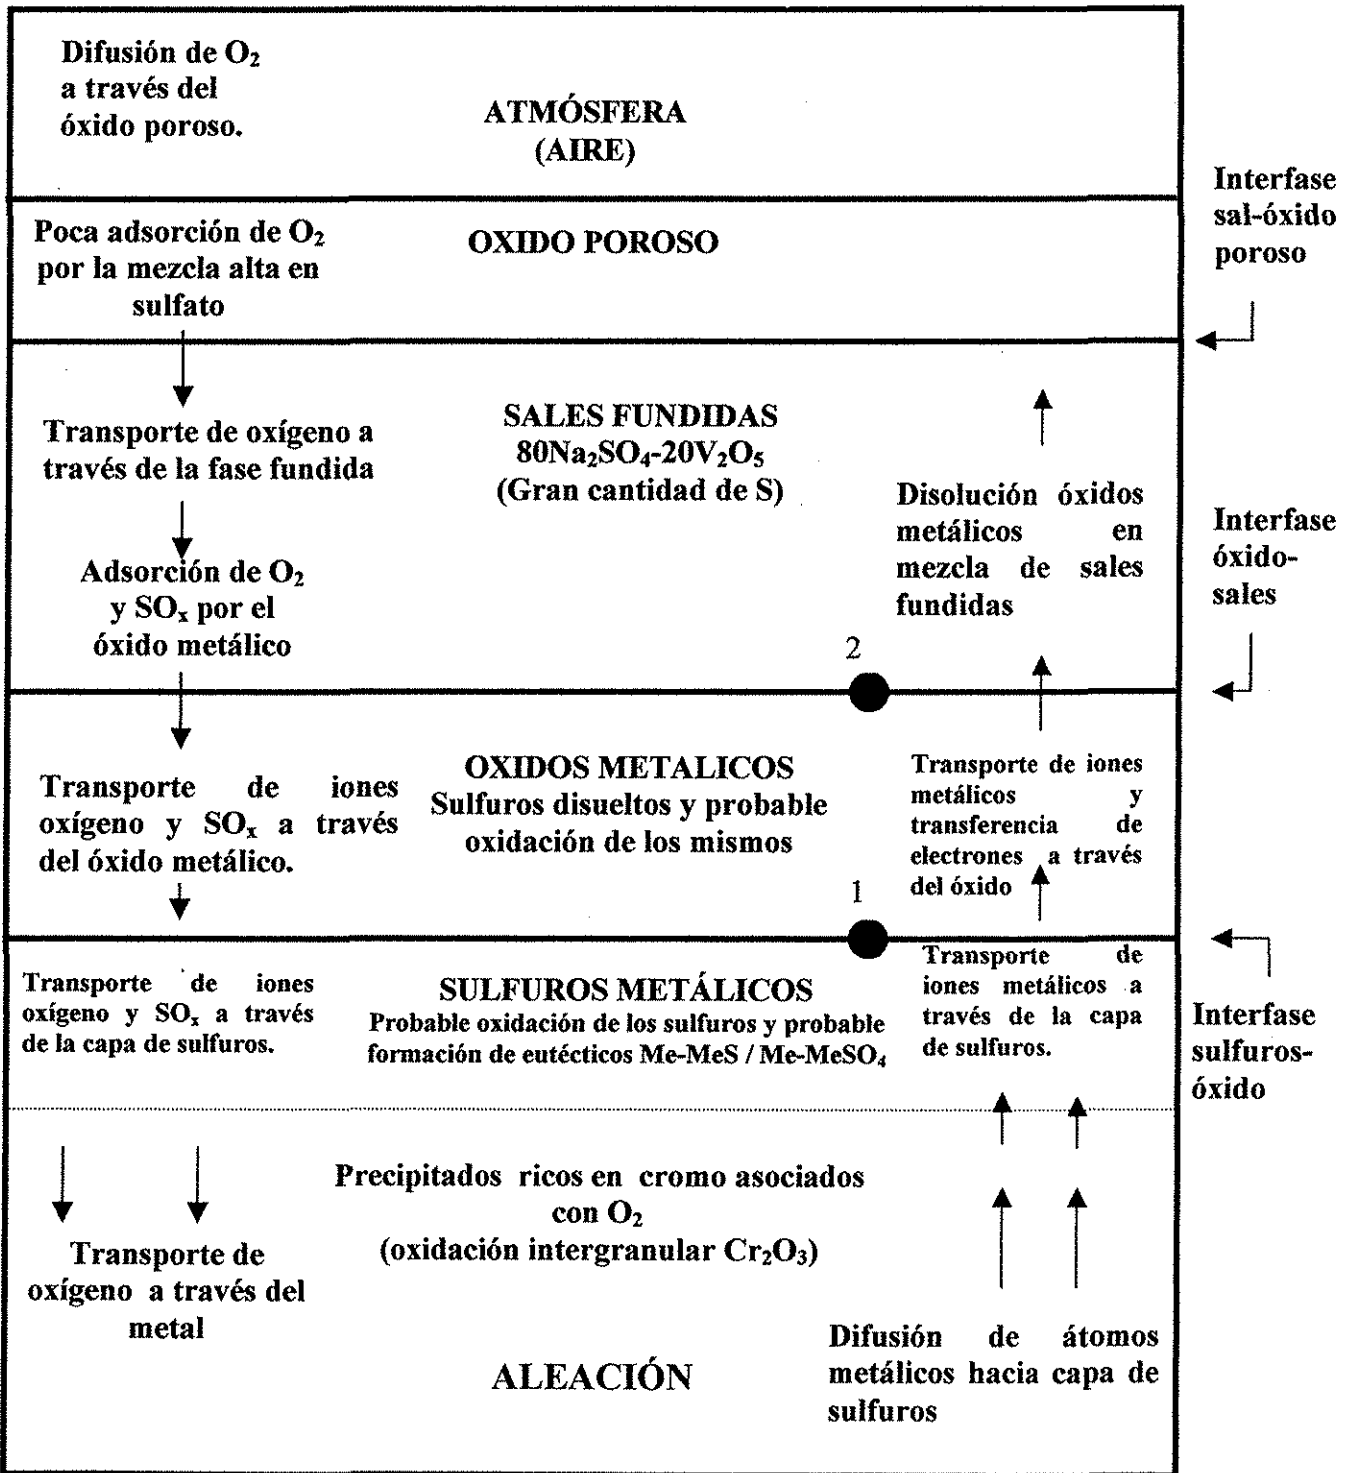 Difusión de O₂
a través del
óxido poroso.
ATMÓSFERA
(AIRE)
Interfase
sal-óxido
poroso
Poca adsorción de O₂
por la mezcla alta en
sulfato
OXIDO POROSO
Transporte de oxígeno a
través de la fase fundida
Adsorción de O₂
y SOₓ por el
óxido metálico
SALES FUNDIDAS
80Na₂SO₄-20V₂O₅
(Gran cantidad de S)
Disolución óxidos
metálicos en
mezcla de sales
fundidas
Interfase
óxido-
sales
2
Transporte de iones
oxígeno y SOₓ a través
del óxido metálico.
OXIDOS METALICOS
Sulfuros disueltos y probable
oxidación de los mismos
Transporte de iones
metálicos y
transferencia de
electrones a través
del óxido
1
Transporte de iones
oxígeno y SOₓ a través
de la capa de sulfuros.
SULFUROS METÁLICOS
Probable oxidación de los sulfuros y probable
formación de eutécticos Me-MeS / Me-MeSO₄
Transporte de
iones metálicos a
través de la capa
de sulfuros.
Interfase
sulfuros-
óxido
Precipitados ricos en cromo asociados
con O₂
(oxidación intergranular Cr₂O₃)
Transporte de
oxígeno a través del
metal
ALEACIÓN
Difusión de átomos
metálicos hacia capa de
sulfuros